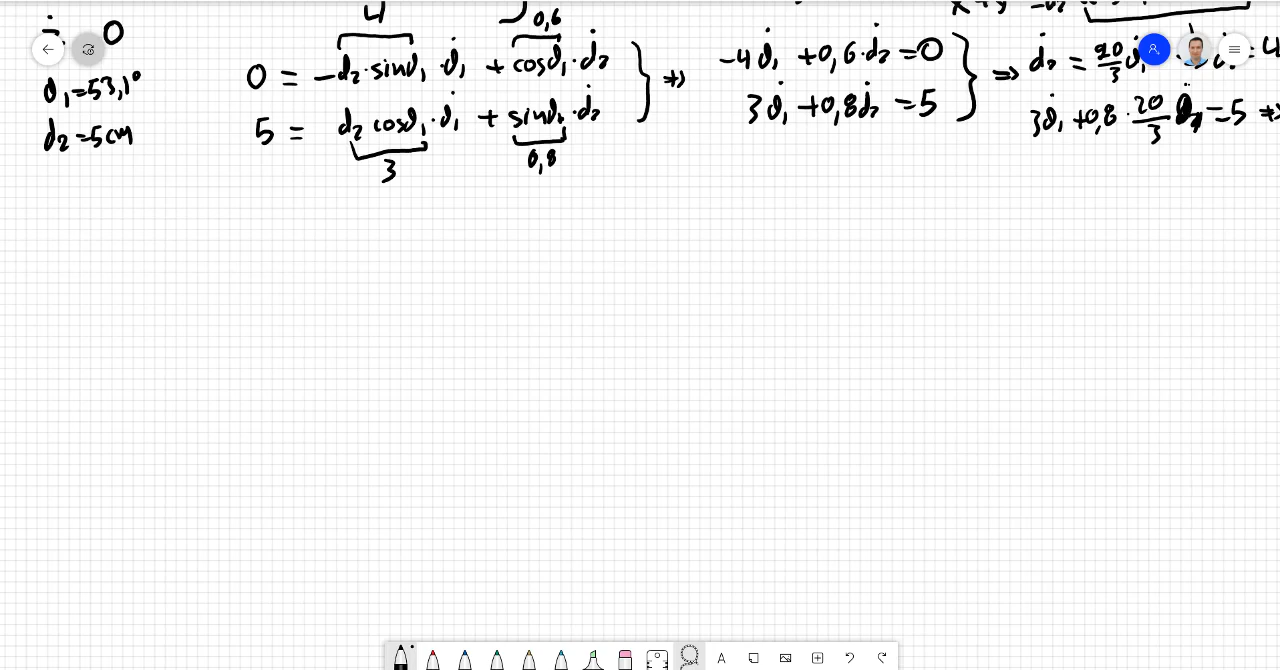 0
4
0,6
0 = -d₂·sinϑ₁·ϑ̇₁ + cosϑ₁·ḋ₂
-4ϑ̇₁ + 0,6·ḋ₂ = 0
⇒ ḋ₂ = 20/3 ϑ̇₁
ϑ₁ = 53,1°
d₂ = 5cm
5 = d₂ cosϑ₁·ϑ̇₁ + sinϑ₁·ḋ₂
⇒
3ϑ̇₁ + 0,8ḋ₂ = 5
3ϑ̇₁ + 0,8 · 20/3 ϑ̇₁ = 5 ⇒
3
0,8
A